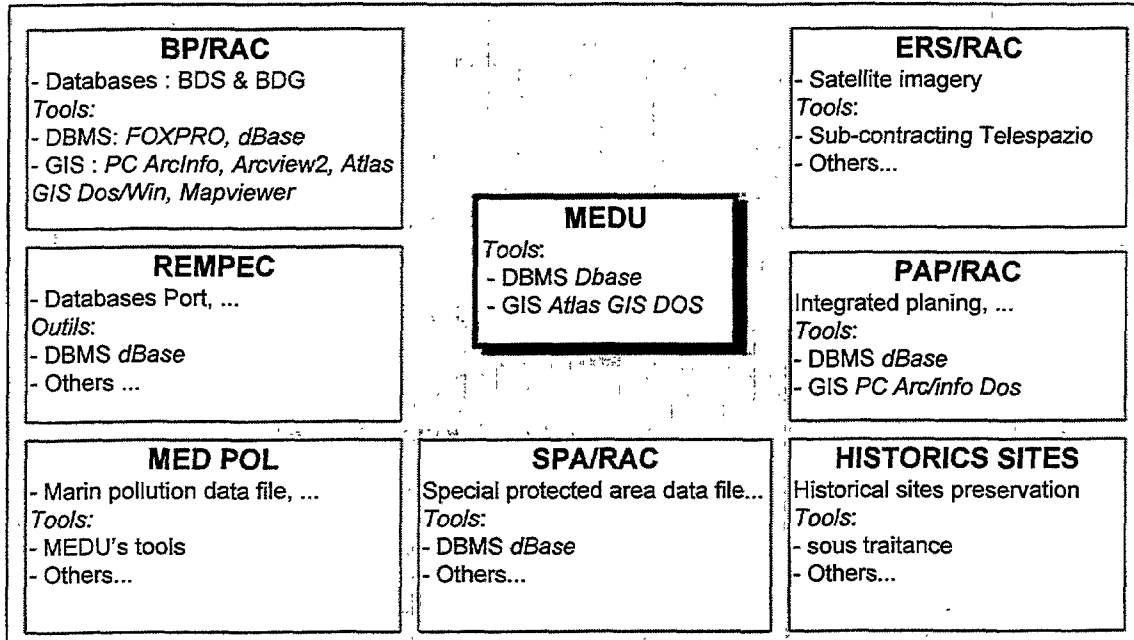 BP/RAC
- Databases : BDS & BDG
Tools:
- DBMS: FOXPRO, dBase
- GIS : PC ArcInfo, Arcview2, Atlas
GIS Dos/Win, Mapviewer
ERS/RAC
- Satellite imagery
Tools:
- Sub-contracting Telespazio
- Others...
MEDU
Tools:
- DBMS Dbase
- GIS Atlas GIS DOS
REMPEC
- Databases Port, ...
Outils:
- DBMS dBase
- Others ...
PAP/RAC
Integrated planing, ...
Tools:
- DBMS dBase
- GIS PC Arc/info Dos
MED POL
- Marin pollution data file, ...
Tools:
- MEDU's tools
- Others...
SPA/RAC
Special protected area data file...
Tools:
- DBMS dBase
- Others...
HISTORICS SITES
Historical sites preservation
Tools:
- sous traitance
- Others...